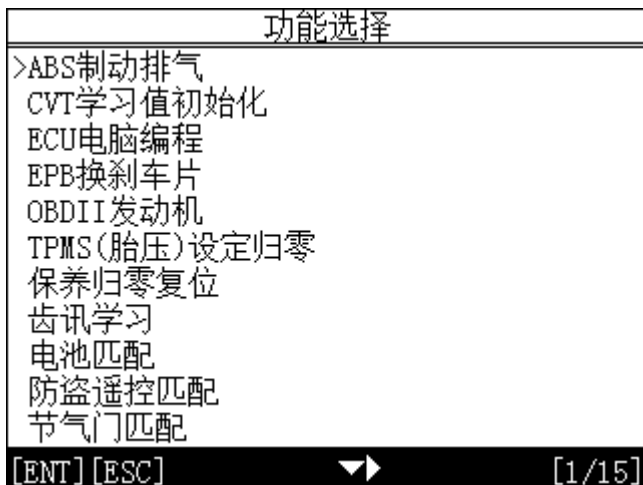 功能选择
>ABS制动排气
CVT学习值初始化
ECU电脑编程
EPB换刹车片
OBDII发动机
TPMS(胎压)设定归零
保养归零复位
齿讯学习
电池匹配
防盗遥控匹配
节气门匹配
[ENT][ESC] [1/15]